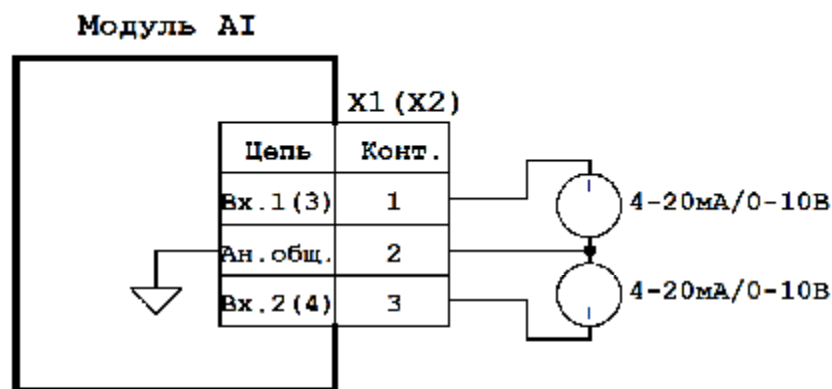 Модуль AI
X1(X2)
Цепь Конт.
Вх.1(3) 1
4-20мА/0-10В
Ан.общ. 2
Вх.2(4) 3
4-20мА/0-10В